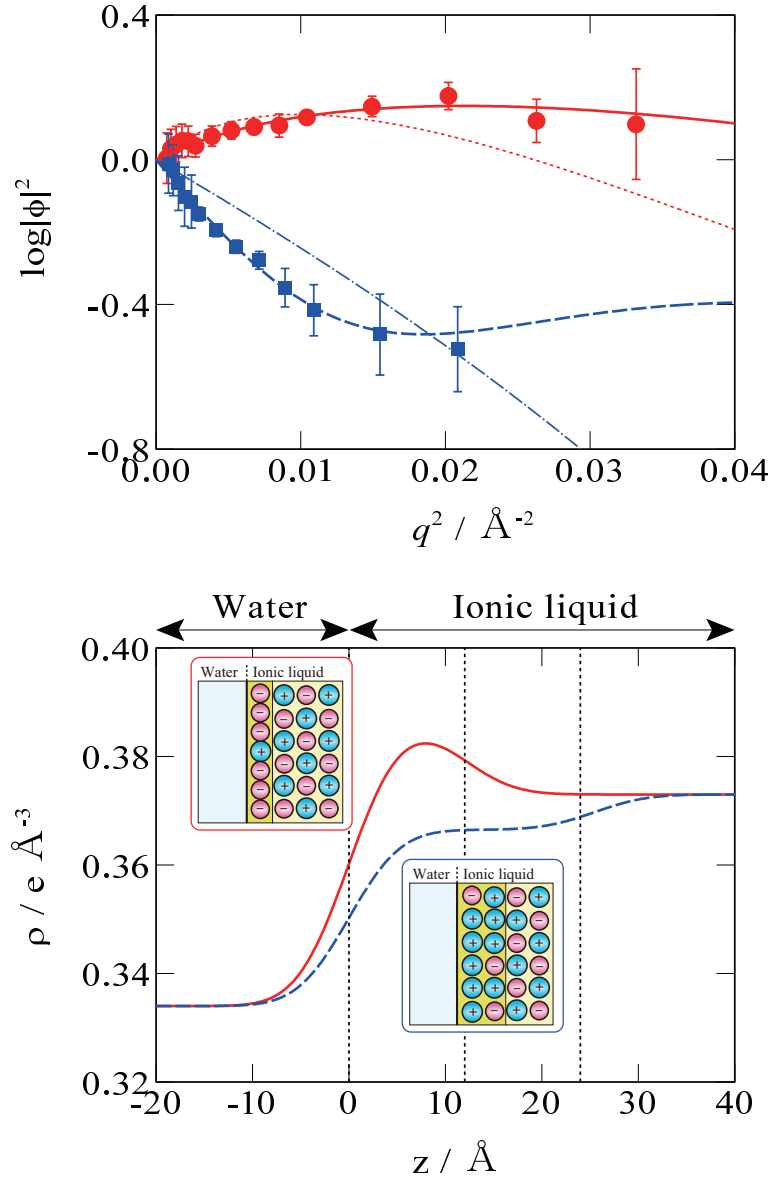 0.4
0.0
-0.4
-0.8
log|ϕ|²
0.00 0.01 0.02 0.03 0.04
q² / Å⁻²
Water Ionic liquid
0.40
0.38
0.36
0.34
0.32
ρ / e Å⁻³
Water Ionic liquid
Water Ionic liquid
-20 -10 0 10 20 30 40
z / Å